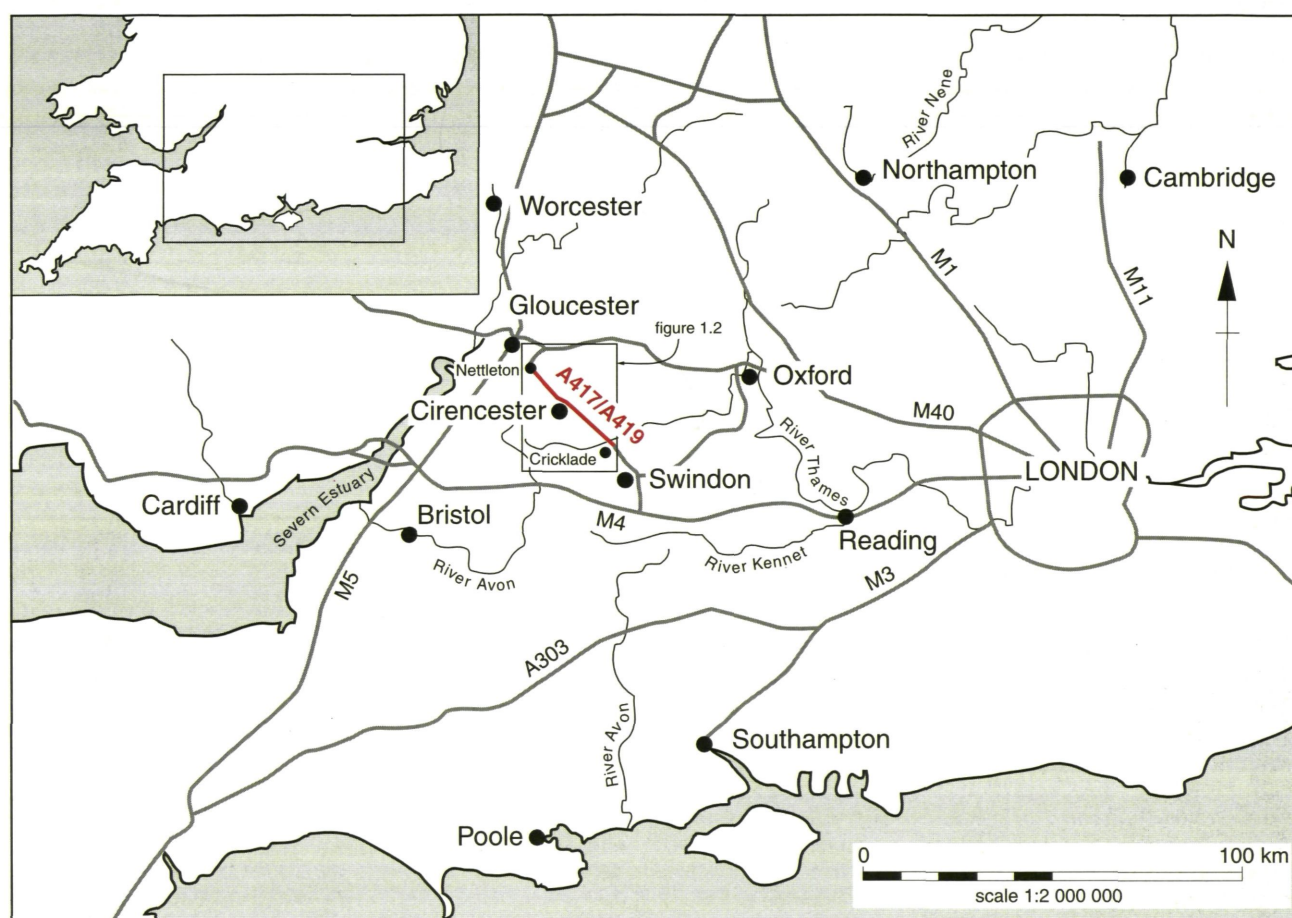 River Nene
Northampton
Cambridge
Worcester
N
M1
M11
Gloucester
figure 1.2
Nettleton
A417/A419
Oxford
Cirencester
M40
River Thames
Cricklade
LONDON
Swindon
Severn Estuary
Cardiff
Bristol
M4
Reading
River Avon
River Kennet
M5
M3
A303
River Avon
Southampton
Poole
0 100 km
scale 1:2 000 000